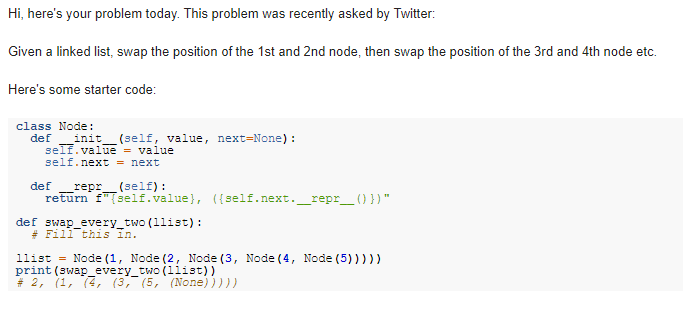 Hi, here's your problem today. This problem was recently asked by Twitter:
Given a linked list, swap the position of the 1st and 2nd node, then swap the position of the 3rd and 4th node etc.
Here's some starter code:
class Node:
  def __init__(self, value, next=None):
    self.value = value
    self.next = next
  def __repr__(self):
    return f"{self.value}, ({self.next.__repr__()})"
def swap_every_two(llist):
  # Fill this in.
llist = Node(1, Node(2, Node(3, Node(4, Node(5)))))
print(swap_every_two(llist))
# 2, (1, (4, (3, (5, (None)))))